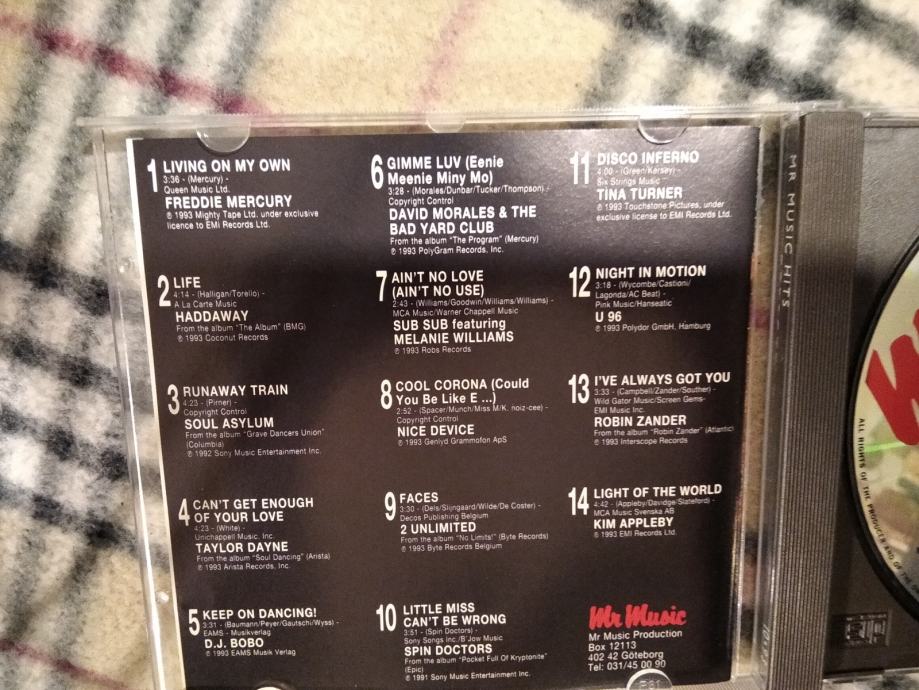 1 LIVING ON MY OWN
3:36 - (Mercury) -
Queen Music Ltd.
FREDDIE MERCURY
℗ 1993 Mighty Tape Ltd. under exclusive
licence to EMI Records Ltd.
2 LIFE
4:14 - (Halligan/Torello) -
A La Carte Music
HADDAWAY
From the album "The Album" (BMG)
℗ 1993 Coconut Records
3 RUNAWAY TRAIN
4:23 - (Pirner) -
Copyright Control
SOUL ASYLUM
From the album "Grave Dancers Union"
(Columbia)
℗ 1992 Sony Music Entertainment Inc.
4 CAN'T GET ENOUGH
OF YOUR LOVE
4:23 - (White) -
Unichappell Music Inc.
TAYLOR DAYNE
From the album "Soul Dancing" (Arista)
℗ 1993 Arista Records, Inc.
5 KEEP ON DANCING!
3:31 - (Baumann/Peyer/Gautschi/Wyss) -
EAMS - Musikverlag
D.J. BOBO
℗ 1993 EAMS Musik Verlag
6 GIMME LUV (Eenie
Meenie Miny Mo)
3:28 - (Morales/Dunbar/Tucker/Thompson) -
Copyright Control
DAVID MORALES & THE
BAD YARD CLUB
From the album "The Program" (Mercury)
℗ 1993 PolyGram Records, Inc.
7 AIN'T NO LOVE
(AIN'T NO USE)
2:43 - (Williams/Goodwin/Williams/Williams) -
MCA Music/Warner Chappell Music
SUB SUB featuring
MELANIE WILLIAMS
℗ 1993 Robs Records
8 COOL CORONA (Could
You Be Like E ...)
2:52 - (Spacer/Munch/Miss M/K. noiz-cee) -
Copyright Control
NICE DEVICE
℗ 1993 Genlyd Grammofon ApS
9 FACES
3:30 - (Dels/Slijngaard/Wilde/De Coster) -
Decos Publishing Belgium
2 UNLIMITED
From the album "No Limits!" (Byte Records)
℗ 1993 Byte Records Belgium
10 LITTLE MISS
CAN'T BE WRONG
3:51 - (Spin Doctors) -
Sony Songs Inc./B'Jow Music
SPIN DOCTORS
From the album "Pocket Full Of Kryptonite"
(Epic)
℗ 1991 Sony Music Entertainment Inc.
11 DISCO INFERNO
4:00 - (Green/Kersey) -
Six Strings Music
TINA TURNER
℗ 1993 Touchstone Pictures, under
exclusive license to EMI Records Ltd.
12 NIGHT IN MOTION
3:18 - (Wycombe/Castioni/
Lagonda/AC Beat) -
Pink Music/Hanseatic
U 96
℗ 1993 Polydor GmbH, Hamburg
13 I'VE ALWAYS GOT YOU
3:33 - (Campbell/Zander/Souther) -
Wild Gator Music/Screen Gems-
EMI Music Inc.
ROBIN ZANDER
From the album "Robin Zander" (Atlantic)
℗ 1993 Interscope Records
14 LIGHT OF THE WORLD
4:42 - (Appleby/Davidge/Slateford) -
MCA Music Svenska AB
KIM APPLEBY
℗ 1993 EMI Records Ltd.
Mr Music
Mr Music Production
Box 12113
402 42 Göteborg
Tel: 031/45 00 90
MR MUSIC HITS
ALL RIGHTS OF THE PRODUCER AND OF THE